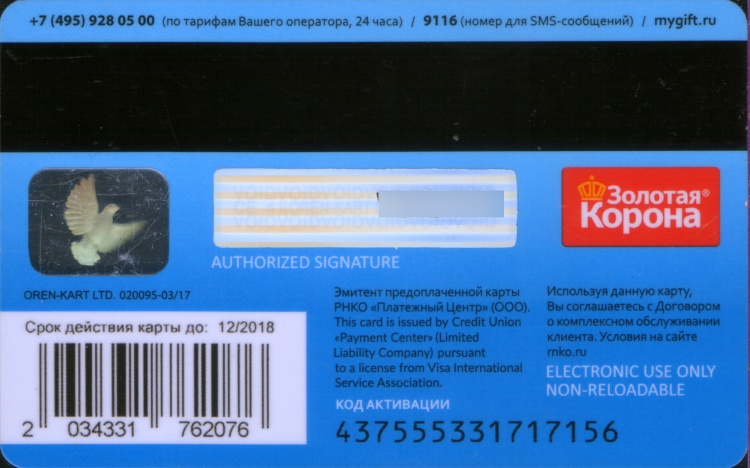 +7 (495) 928 05 00 (по тарифам Вашего оператора, 24 часа) / 9116 (номер для SMS-сообщений) / mygift.ru
Золотая®
Корона
AUTHORIZED SIGNATURE
OREN-KART LTD. 020095-03/17
Срок действия карты до: 12/2018
2 034331 762076
Эмитент предоплаченной карты
РНКО «Платежный Центр» (ООО).
This card is issued by Credit Union
«Payment Center» (Limited
Liability Company) pursuant
to a license from Visa International
Service Association.
КОД АКТИВАЦИИ
437555331717156
Используя данную карту,
Вы соглашаетесь с Договором
о комплексном обслуживании
клиента. Условия на сайте
rnko.ru
ELECTRONIC USE ONLY
NON-RELOADABLE